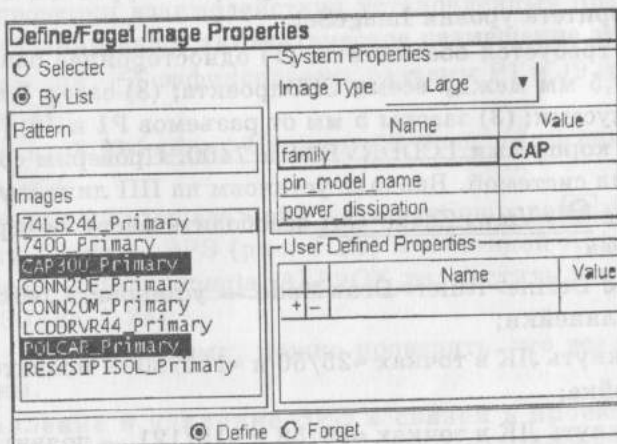 Define/Foget Image Properties
Selecter
By List
Pattern
Images
74LS244_Primary
7400_Primary
CAP300_Primary
CONN20F_Primary
CONN20M_Primary
LCDDRVR44_Primary
POLCAP_Primary
RES4SIPISOL_Primary
System Properties
Image Type Large
Name Value
family CAP
pin_model_name
power_dissipation
User Defined Properties
Name Value
+ -
Define Forget